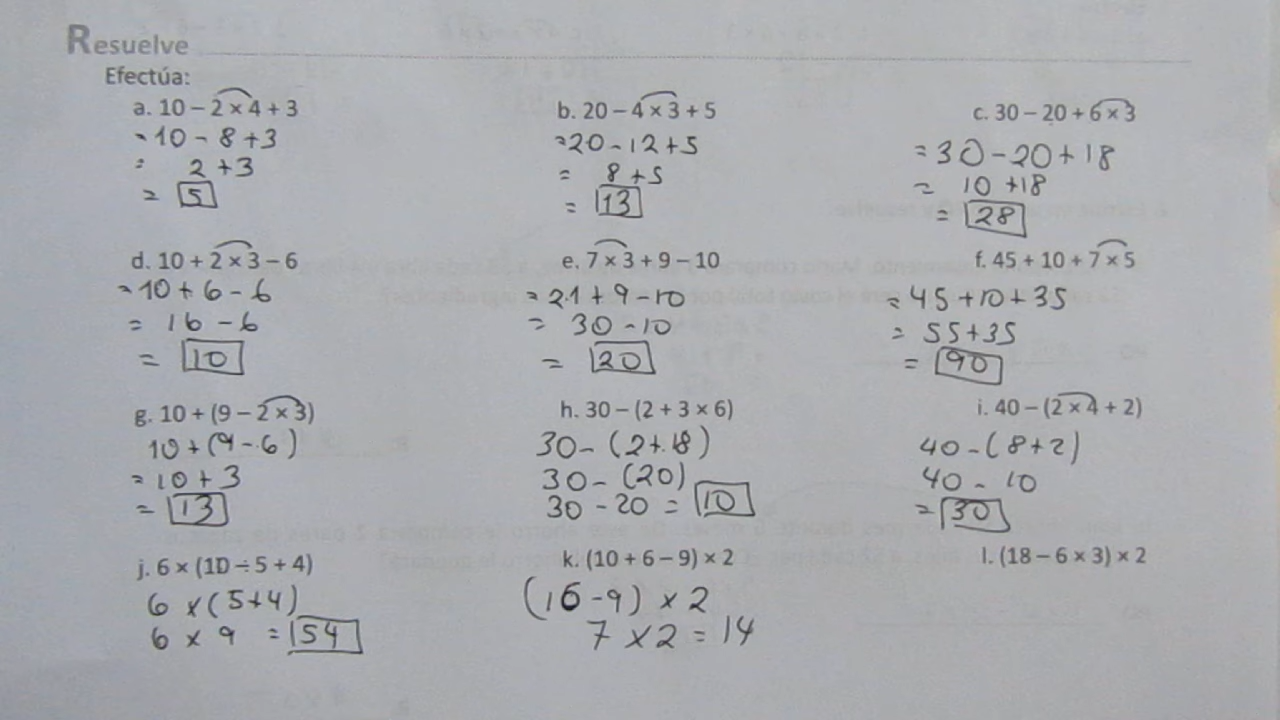 Resuelve
Efectúa:
a. 10 – 2 × 4 + 3
= 10 - 8 + 3
= 2 + 3
= 5
b. 20 – 4 × 3 + 5
= 20 - 12 + 5
= 8 + 5
= 13
c. 30 – 20 + 6 × 3
= 30 - 20 + 18
= 10 + 18
= 28
d. 10 + 2 × 3 – 6
= 10 + 6 - 6
= 16 - 6
= 10
e. 7 × 3 + 9 – 10
= 21 + 9 - 10
= 30 - 10
= 20
f. 45 + 10 + 7 × 5
= 45 + 10 + 35
= 55 + 35
= 90
g. 10 + (9 – 2 × 3)
10 + (9 - 6)
= 10 + 3
= 13
h. 30 – (2 + 3 × 6)
30 - (2 + 18)
30 - (20)
30 - 20 = 10
i. 40 – (2 × 4 + 2)
40 - (8 + 2)
40 - 10
= 30
j. 6 × (10 ÷ 5 + 4)
6 × (5 + 4)
6 × 9 = 54
k. (10 + 6 – 9) × 2
(16 - 9) × 2
7 × 2 = 14
l. (18 – 6 × 3) × 2